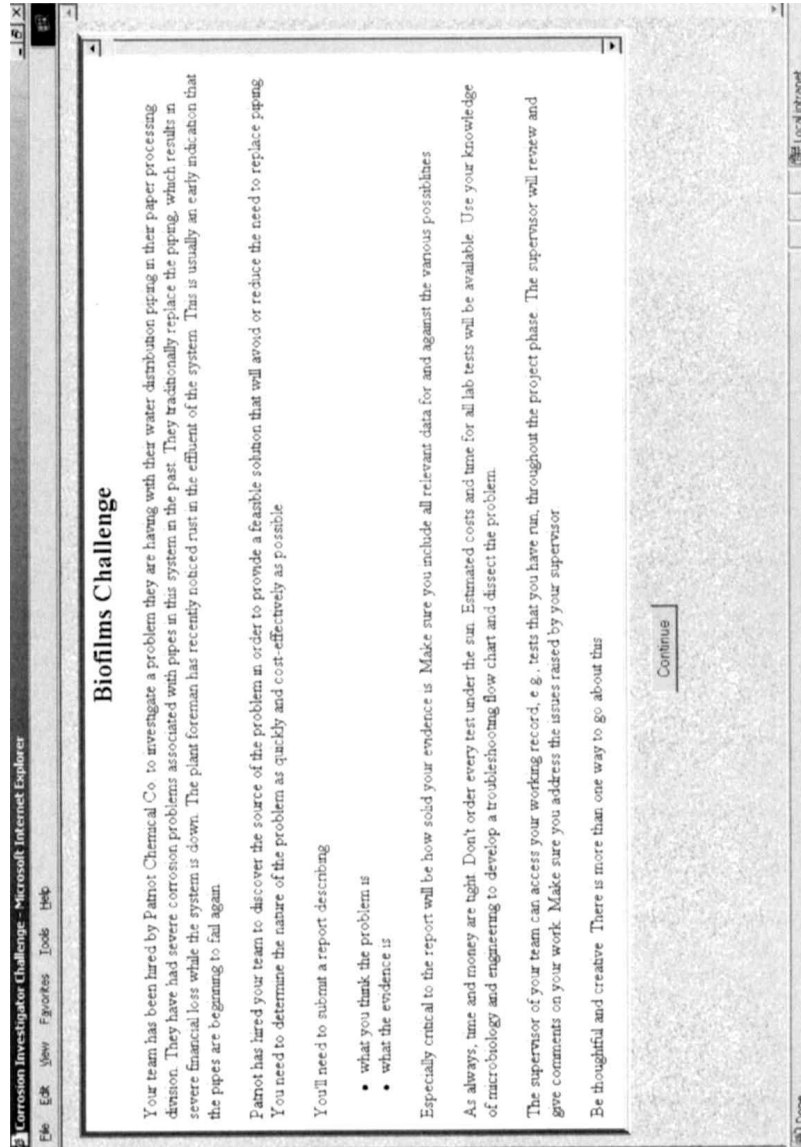 Corrosion Investigator Challenge - Microsoft Internet Explorer
File Edit View Favorites Tools Help
Biofilms Challenge
Your team has been hired by Patriot Chemical Co. to investigate a problem they are having with their water distribution piping in their paper processing
division. They have had severe corrosion problems associated with pipes in this system in the past. They traditionally replace the piping, which results in
severe financial loss while the system is down. The plant foreman has recently noticed rust in the effluent of the system. This is usually an early indication that
the pipes are beginning to fail again.
Patriot has hired your team to discover the source of the problem in order to provide a feasible solution that will avoid or reduce the need to replace piping.
You need to determine the nature of the problem as quickly and cost-effectively as possible
You'll need to submit a report describing
• what you think the problem is
• what the evidence is
Especially critical to the report will be how sold your evidence is. Make sure you include all relevant data for and against the various possibilities
As always, time and money are tight. Don't order every test under the sun. Estimated costs and time for all lab tests will be available. Use your knowledge
of microbiology and engineering to develop a troubleshooting flow chart and dissect the problem.
The supervisor of your team can access your working record, e.g., tests that you have run, throughout the project phase. The supervisor will review and
give comments on your work. Make sure you address the issues raised by your supervisor
Be thoughtful and creative. There is more than one way to go about this
Continue
Done
Local intranet